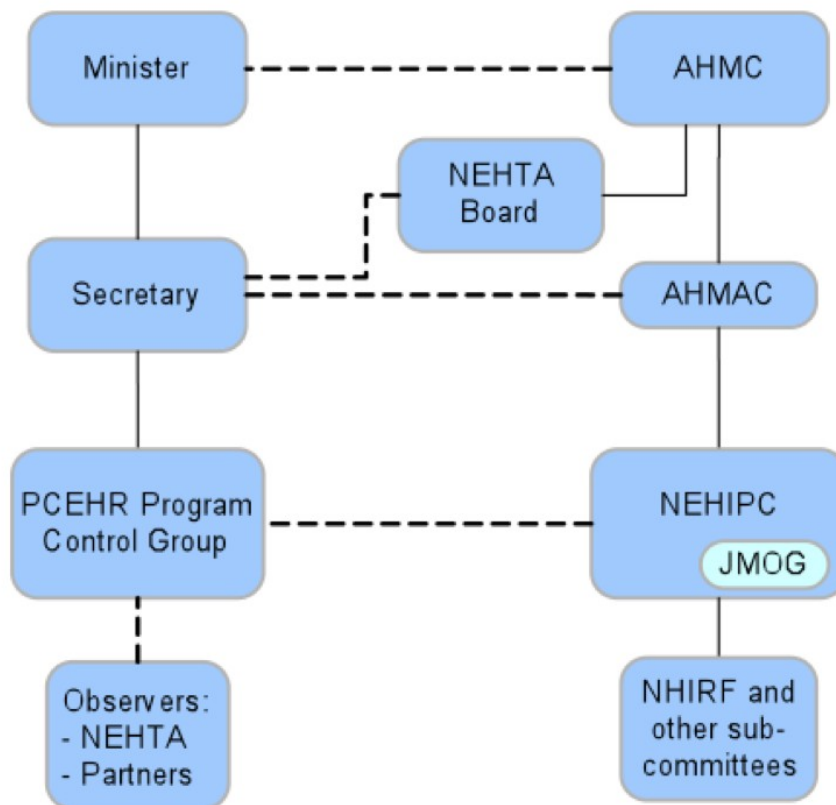 Minister
AHMC
NEHTA
Board
Secretary
AHMAC
PCEHR Program
Control Group
NEHIPC
JMOG
Observers:
- NEHTA
- Partners
NHIRF and
other sub-
committees